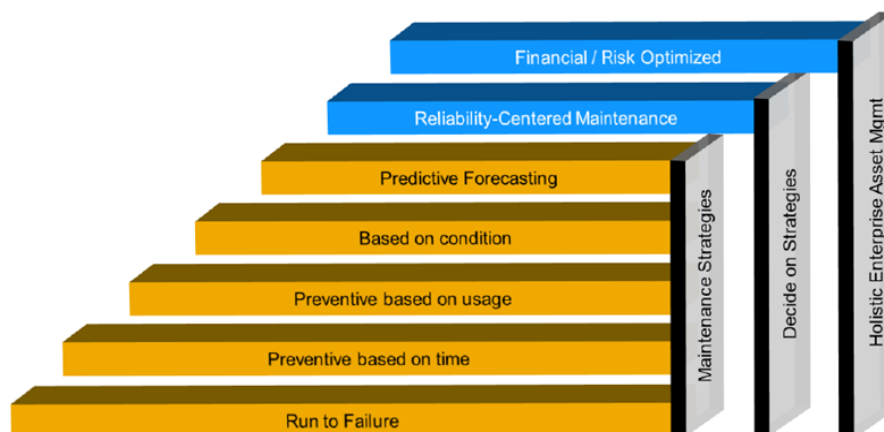 Financial / Risk Optimized
Reliability-Centered Maintenance
Predictive Forecasting
Based on condition
Preventive based on usage
Preventive based on time
Run to Failure
Maintenance Strategies
Decide on Strategies
Holistic Enterprise Asset Mgmt